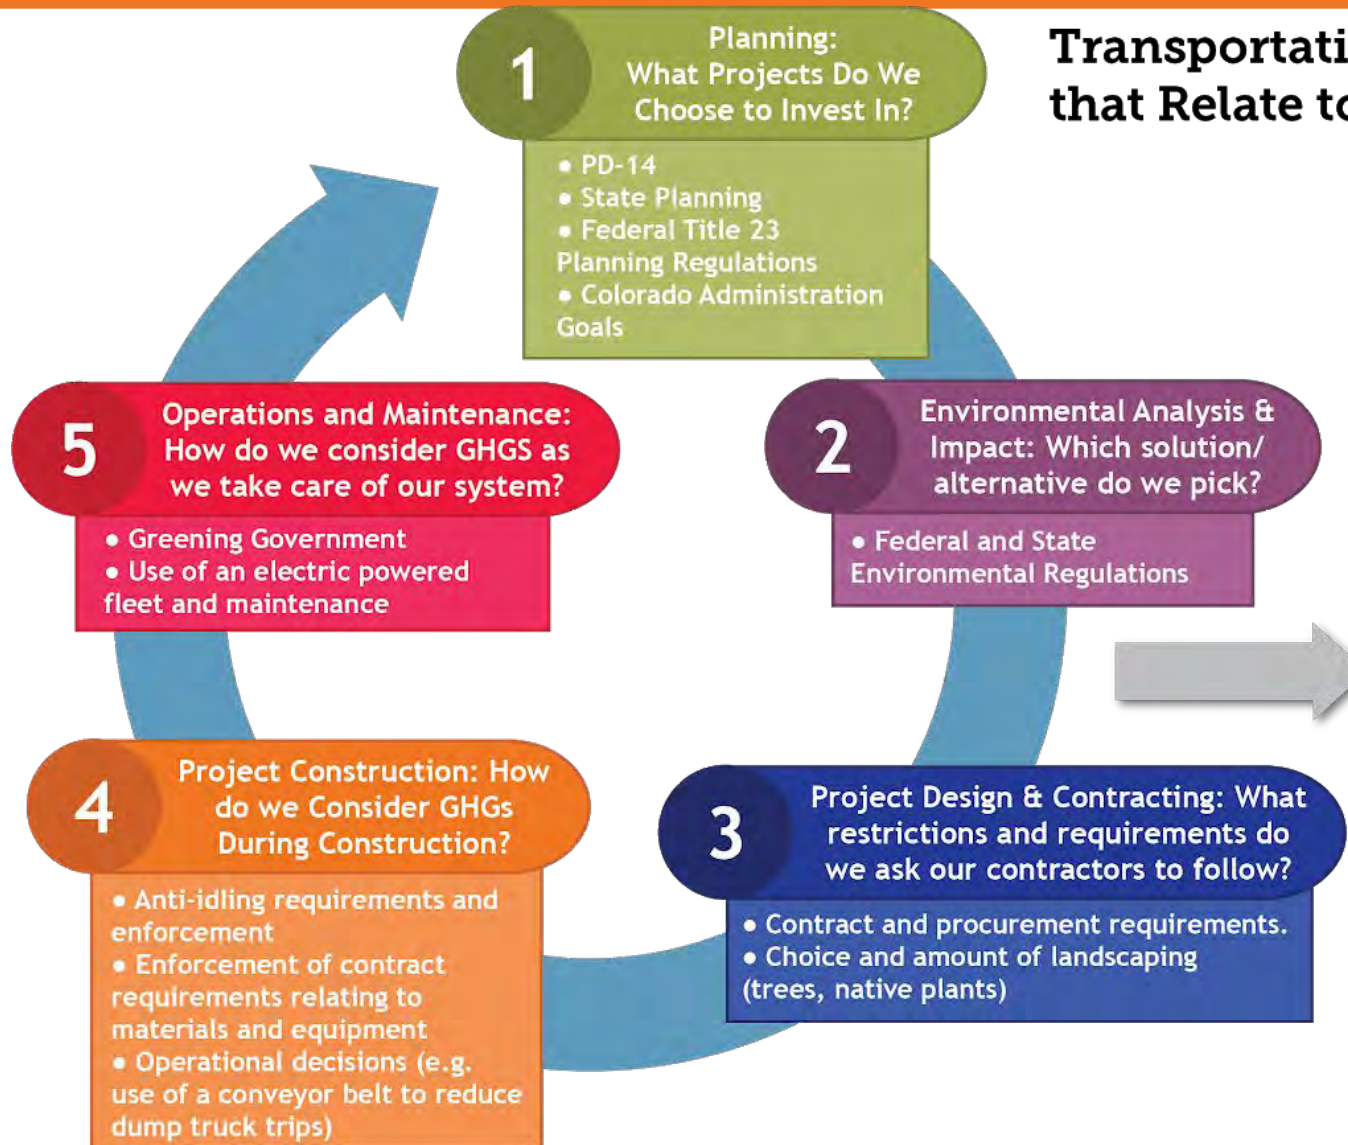 Transportati
that Relate to
1
Planning:
What Projects Do We
Choose to Invest In?
● PD-14
● State Planning
● Federal Title 23
Planning Regulations
● Colorado Administration
Goals
2
Environmental Analysis &
Impact: Which solution/
alternative do we pick?
● Federal and State
Environmental Regulations
3
Project Design & Contracting: What
restrictions and requirements do
we ask our contractors to follow?
● Contract and procurement requirements.
● Choice and amount of landscaping
(trees, native plants)
4
Project Construction: How
do we Consider GHGs
During Construction?
● Anti-idling requirements and
enforcement
● Enforcement of contract
requirements relating to
materials and equipment
● Operational decisions (e.g.
use of a conveyor belt to reduce
dump truck trips)
5
Operations and Maintenance:
How do we consider GHGS as
we take care of our system?
● Greening Government
● Use of an electric powered
fleet and maintenance